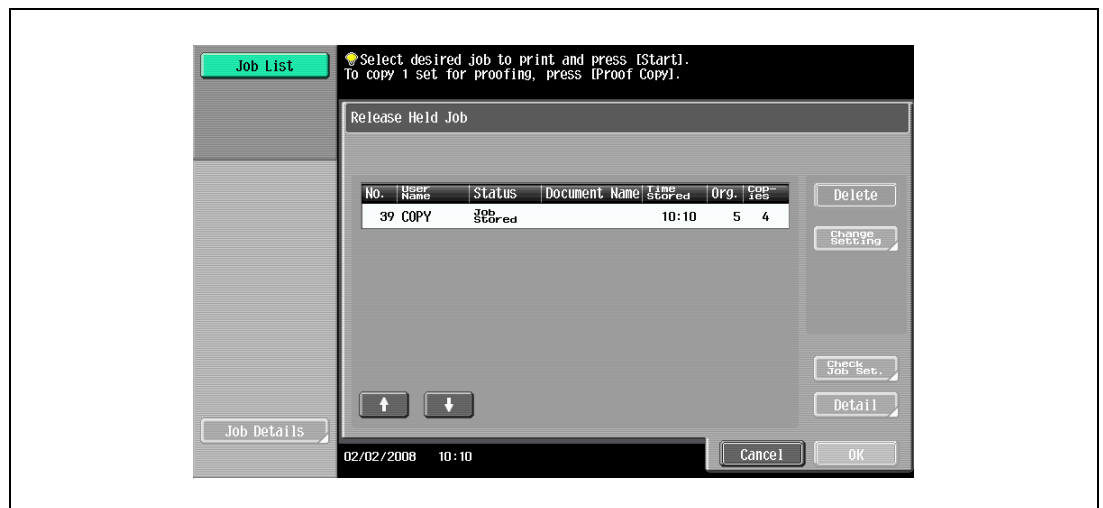 Job List
Select desired job to print and press [Start].
To copy 1 set for proofing, press [Proof Copy].
Release Held Job
No. User Name Status Document Name Time Stored Org. Cop-ies
39 COPY Job Stored 10:10 5 4
Delete
Change Setting
Check Job Set.
Detail
Job Details
02/02/2008 10:10
Cancel OK